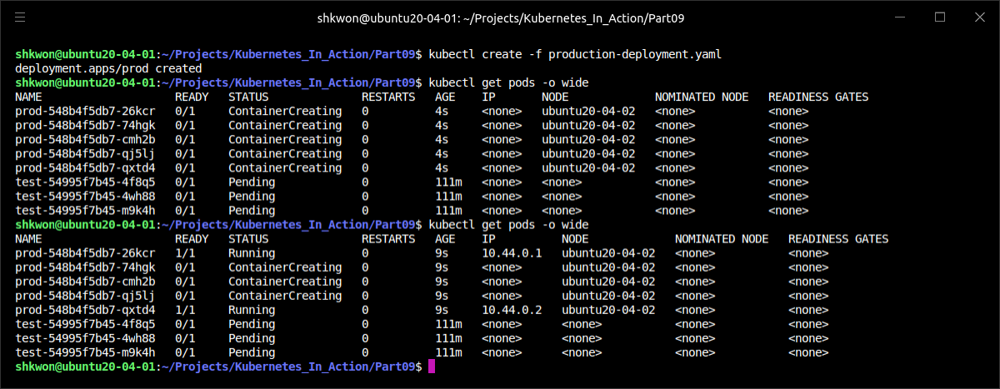 shkwon@ubuntu20-04-01: ~/Projects/Kubernetes_In_Action/Part09
shkwon@ubuntu20-04-01:~/Projects/Kubernetes_In_Action/Part09$ kubectl create -f production-deployment.yaml
deployment.apps/prod created
shkwon@ubuntu20-04-01:~/Projects/Kubernetes_In_Action/Part09$ kubectl get pods -o wide
NAME READY STATUS RESTARTS AGE IP NODE NOMINATED NODE READINESS GATES
prod-548b4f5db7-26kcr 0/1 ContainerCreating 0 4s <none> ubuntu20-04-02 <none> <none>
prod-548b4f5db7-74hgk 0/1 ContainerCreating 0 4s <none> ubuntu20-04-02 <none> <none>
prod-548b4f5db7-cmh2b 0/1 ContainerCreating 0 4s <none> ubuntu20-04-02 <none> <none>
prod-548b4f5db7-qj5lj 0/1 ContainerCreating 0 4s <none> ubuntu20-04-02 <none> <none>
prod-548b4f5db7-qxtd4 0/1 ContainerCreating 0 4s <none> ubuntu20-04-02 <none> <none>
test-54995f7b45-4f8q5 0/1 Pending 0 111m <none> <none> <none> <none>
test-54995f7b45-4wh88 0/1 Pending 0 111m <none> <none> <none> <none>
test-54995f7b45-m9k4h 0/1 Pending 0 111m <none> <none> <none> <none>
shkwon@ubuntu20-04-01:~/Projects/Kubernetes_In_Action/Part09$ kubectl get pods -o wide
NAME READY STATUS RESTARTS AGE IP NODE NOMINATED NODE READINESS GATES
prod-548b4f5db7-26kcr 1/1 Running 0 9s 10.44.0.1 ubuntu20-04-02 <none> <none>
prod-548b4f5db7-74hgk 0/1 ContainerCreating 0 9s <none> ubuntu20-04-02 <none> <none>
prod-548b4f5db7-cmh2b 0/1 ContainerCreating 0 9s <none> ubuntu20-04-02 <none> <none>
prod-548b4f5db7-qj5lj 0/1 ContainerCreating 0 9s <none> ubuntu20-04-02 <none> <none>
prod-548b4f5db7-qxtd4 1/1 Running 0 9s 10.44.0.2 ubuntu20-04-02 <none> <none>
test-54995f7b45-4f8q5 0/1 Pending 0 111m <none> <none> <none> <none>
test-54995f7b45-4wh88 0/1 Pending 0 111m <none> <none> <none> <none>
test-54995f7b45-m9k4h 0/1 Pending 0 111m <none> <none> <none> <none>
shkwon@ubuntu20-04-01:~/Projects/Kubernetes_In_Action/Part09$